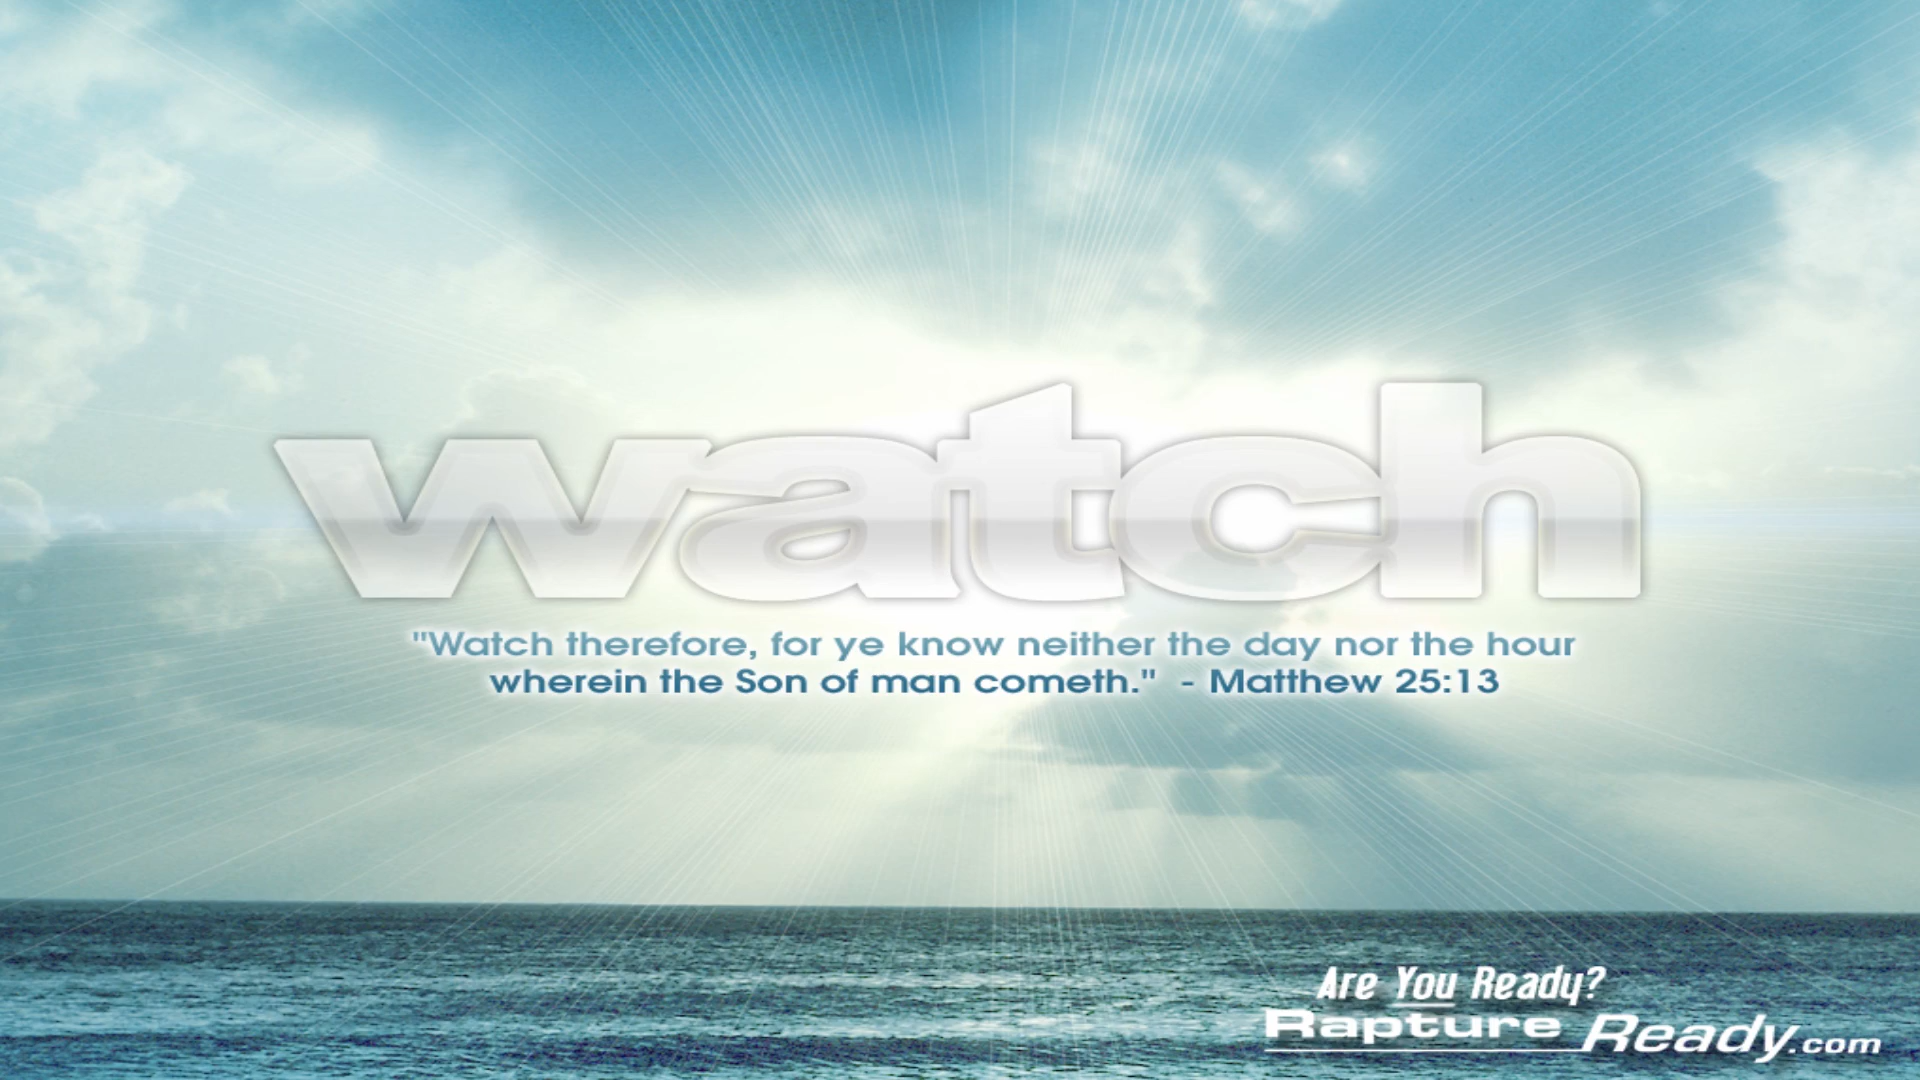 watch
"Watch therefore, for ye know neither the day nor the hour
wherein the Son of man cometh."  - Matthew 25:13
Are You Ready?
Rapture Ready.com